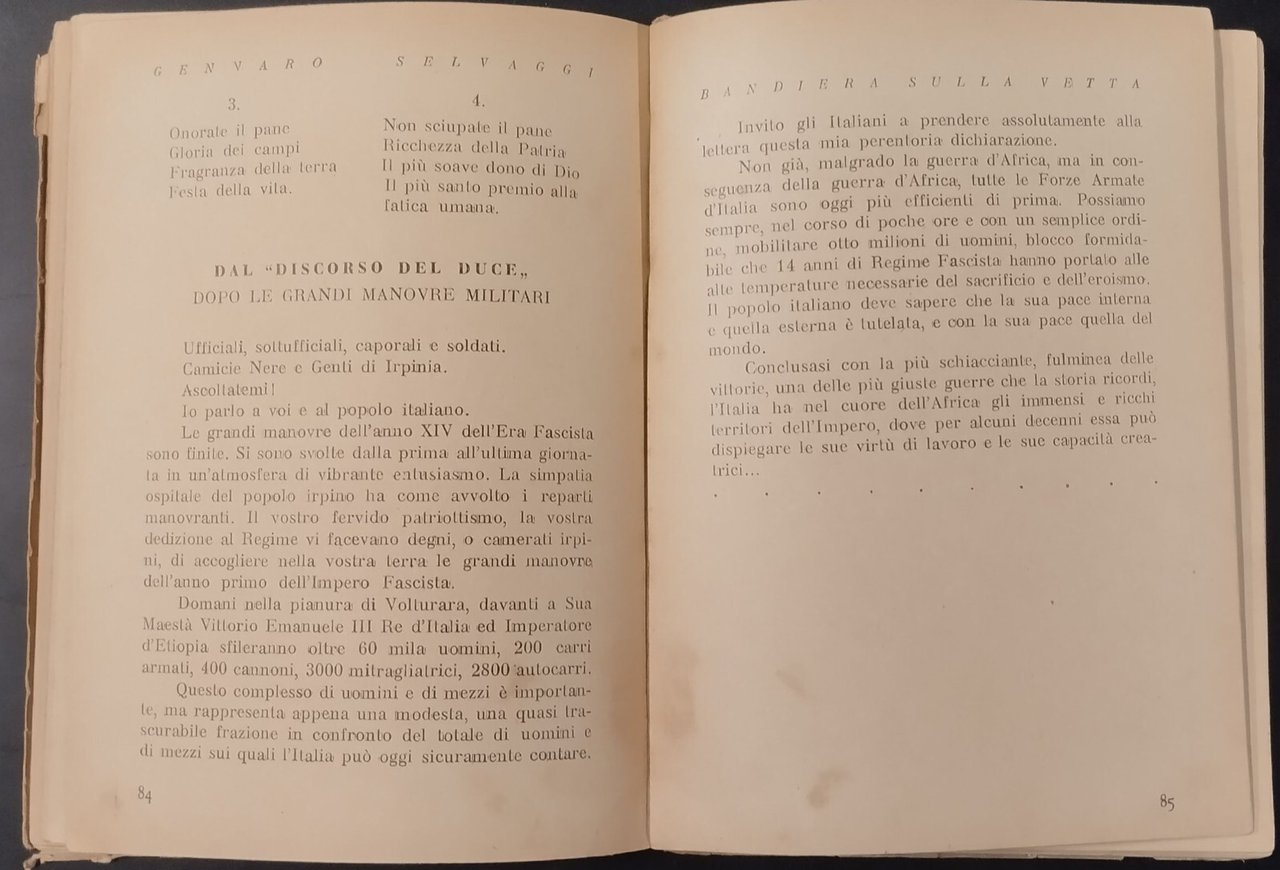 GENNARO SELVAGGI
3.
Onorate il pane
Gloria dei campi
Fragranza della terra
Festa della vita.
4.
Non sciupate il pane
Ricchezza della Patria
Il più soave dono di Dio
Il più santo premio alla
fatica umana.
DAL "DISCORSO DEL DUCE„
DOPO LE GRANDI MANOVRE MILITARI
Ufficiali, sottufficiali, caporali e soldati.
Camicie Nere e Genti di Irpinia.
Ascoltatemi!
Io parlo a voi e al popolo italiano.
Le grandi manovre dell'anno XIV dell'Era Fascista
sono finite. Si sono svolte dalla prima all'ultima giorna-
ta in un'atmosfera di vibrante entusiasmo. La simpatia
ospitale del popolo irpino ha come avvolto i reparti
manovranti. Il vostro fervido patriottismo, la vostra
dedizione al Regime vi facevano degni, o camerati irpi-
ni, di accogliere nella vostra terra le grandi manovre
dell'anno primo dell'Impero Fascista.
Domani nella pianura di Volturara, davanti a Sua
Maestà Vittorio Emanuele III Re d'Italia ed Imperatore
d'Etiopia sfileranno oltre 60 mila uomini, 200 carri
armati, 400 cannoni, 3000 mitragliatrici, 2800 autocarri.
Questo complesso di uomini e di mezzi è importan-
te, ma rappresenta appena una modesta, una quasi tra-
scurabile frazione in confronto del totale di uomini e
di mezzi sui quali l'Italia può oggi sicuramente contare.
84
BANDIERA SULLA VETTA
Invito gli Italiani a prendere assolutamente alla
lettera questa mia perentoria dichiarazione.
Non già, malgrado la guerra d'Africa, ma in con-
seguenza della guerra d'Africa, tutte le Forze Armate
d'Italia sono oggi più efficienti di prima. Possiamo
sempre, nel corso di poche ore e con un semplice ordi-
ne, mobilitare otto milioni di uomini, blocco formida-
bile che 14 anni di Regime Fascista hanno portato alle
alte temperature necessarie del sacrificio e dell'eroismo.
Il popolo italiano deve sapere che la sua pace interna
e quella esterna è tutelata, e con la sua pace quella del
mondo.
Conclusasi con la più schiacciante, fulminea delle
vittorie, una delle più giuste guerre che la storia ricordi,
l'Italia ha nel cuore dell'Africa gli immensi e ricchi
territori dell'Impero, dove per alcuni decenni essa può
dispiegare le sue virtù di lavoro e le sue capacità crea-
trici...
. . . . . . . . .
85